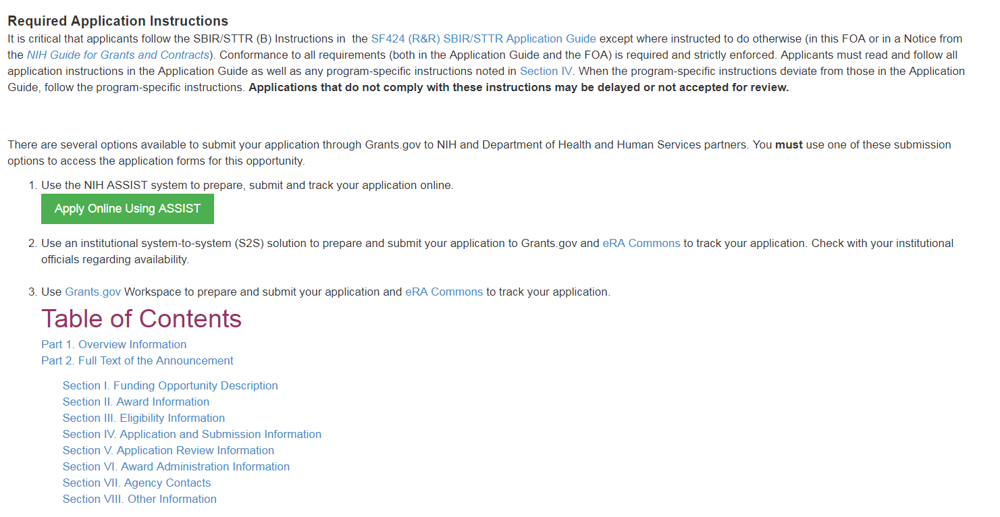 Required Application Instructions
It is critical that applicants follow the SBIR/STTR (B) Instructions in the SF424 (R&R) SBIR/STTR Application Guide except where instructed to do otherwise (in this FOA or in a Notice from
the NIH Guide for Grants and Contracts). Conformance to all requirements (both in the Application Guide and the FOA) is required and strictly enforced. Applicants must read and follow all
application instructions in the Application Guide as well as any program-specific instructions noted in Section IV. When the program-specific instructions deviate from those in the Application
Guide, follow the program-specific instructions. Applications that do not comply with these instructions may be delayed or not accepted for review.
There are several options available to submit your application through Grants.gov to NIH and Department of Health and Human Services partners. You must use one of these submission
options to access the application forms for this opportunity.
1. Use the NIH ASSIST system to prepare, submit and track your application online.
Apply Online Using ASSIST
2. Use an institutional system-to-system (S2S) solution to prepare and submit your application to Grants.gov and eRA Commons to track your application. Check with your institutional
officials regarding availability.
3. Use Grants.gov Workspace to prepare and submit your application and eRA Commons to track your application.
Table of Contents
Part 1. Overview Information
Part 2. Full Text of the Announcement
Section I. Funding Opportunity Description
Section II. Award Information
Section III. Eligibility Information
Section IV. Application and Submission Information
Section V. Application Review Information
Section VI. Award Administration Information
Section VII. Agency Contacts
Section VIII. Other Information